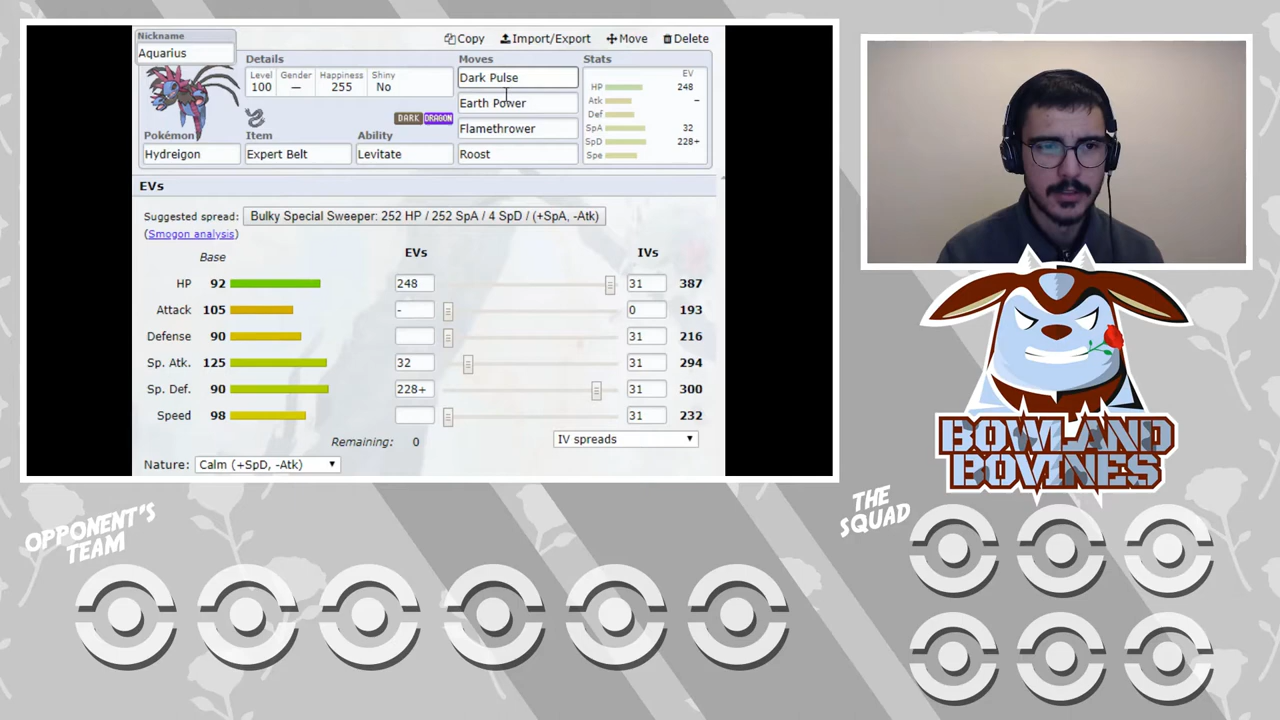 Nickname
Aquarius
Copy Import/Export Move Delete
Details
Moves
Stats
Level Gender Happiness Shiny
100 — 255 No
Dark Pulse
Earth Power
Flamethrower
Roost
EV
HP 248
Atk –
Def
SpA 32
SpD 228+
Spe
DARK DRAGON
Pokémon Item Ability
Hydreigon Expert Belt Levitate
EVs
Suggested spread: Bulky Special Sweeper: 252 HP / 252 SpA / 4 SpD / (+SpA, -Atk)
(Smogon analysis)
Base EVs IVs
HP 92 248 31 387
Attack 105 - 0 193
Defense 90 31 216
Sp. Atk. 125 32 31 294
Sp. Def. 90 228+ 31 300
Speed 98 31 232
Remaining: 0 IV spreads
Nature: Calm (+SpD, -Atk)
BOWLAND
BOVINES
OPPONENT'S
TEAM
THE
SQUAD